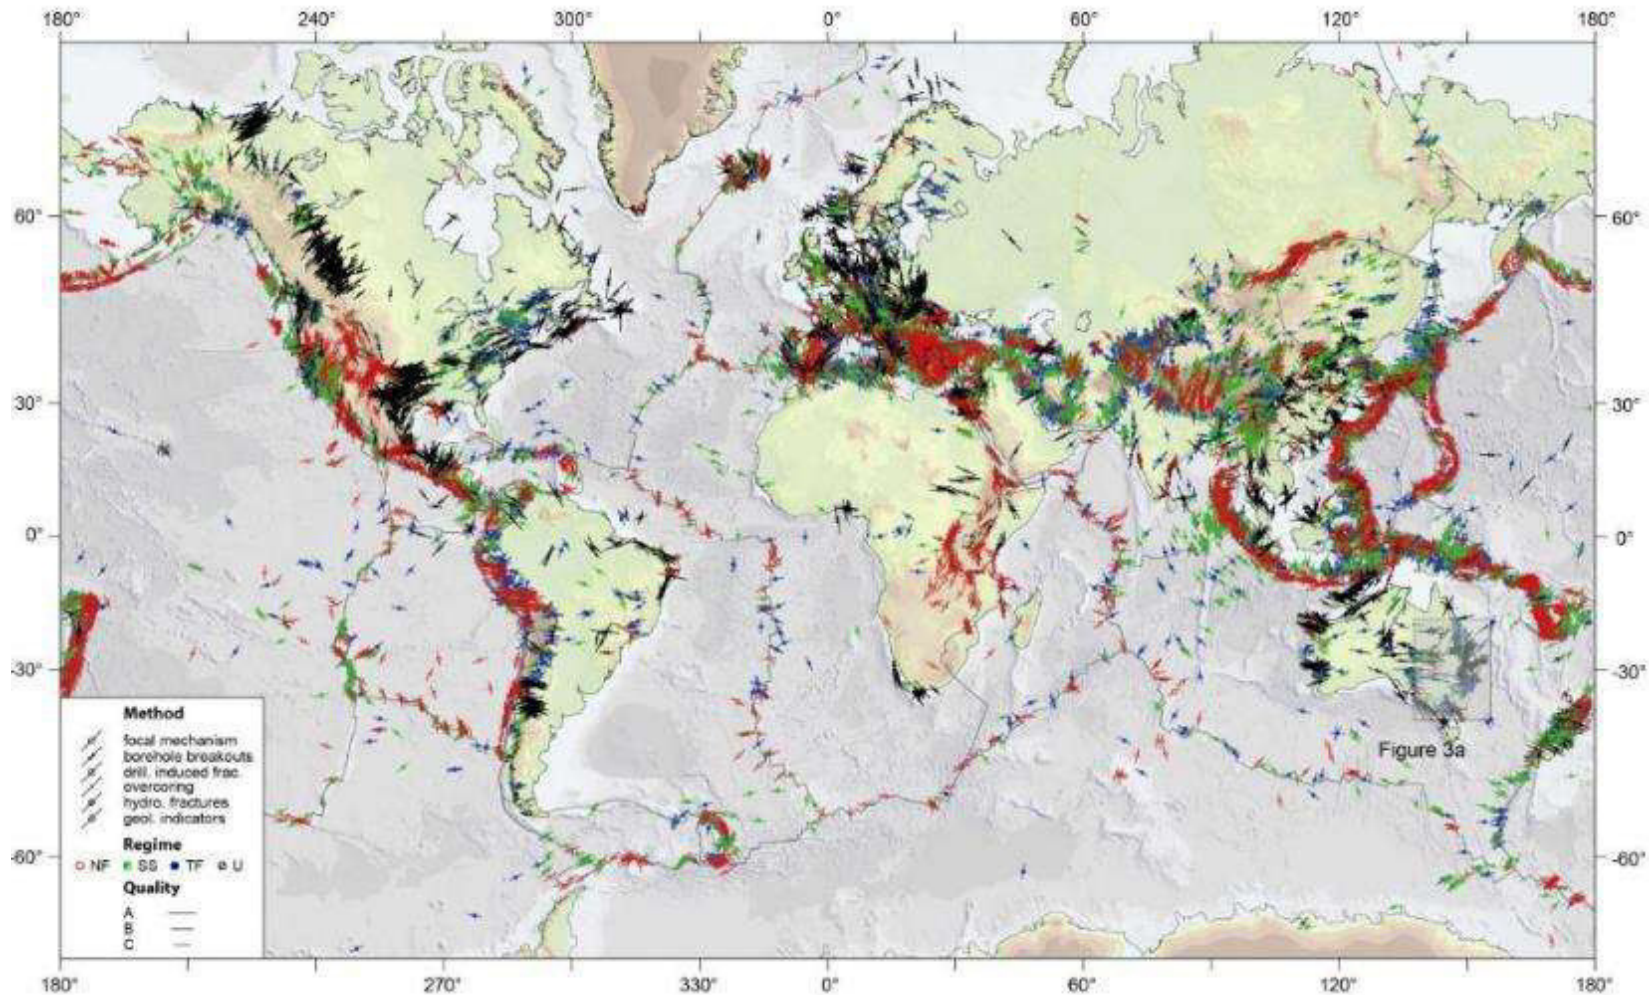 180° 240° 300° 0° 60° 120° 180°
60° 60°
30° 30°
0° 0°
-30° -30°
Figure 3a
-60° -60°
Method
focal mechanism
borehole breakouts
drill. induced frac.
overcoring
hydro. fractures
geol. indicators
Regime
NF SS TF U
Quality
A
B
C
180° 270° 330° 0° 60° 120° 180°